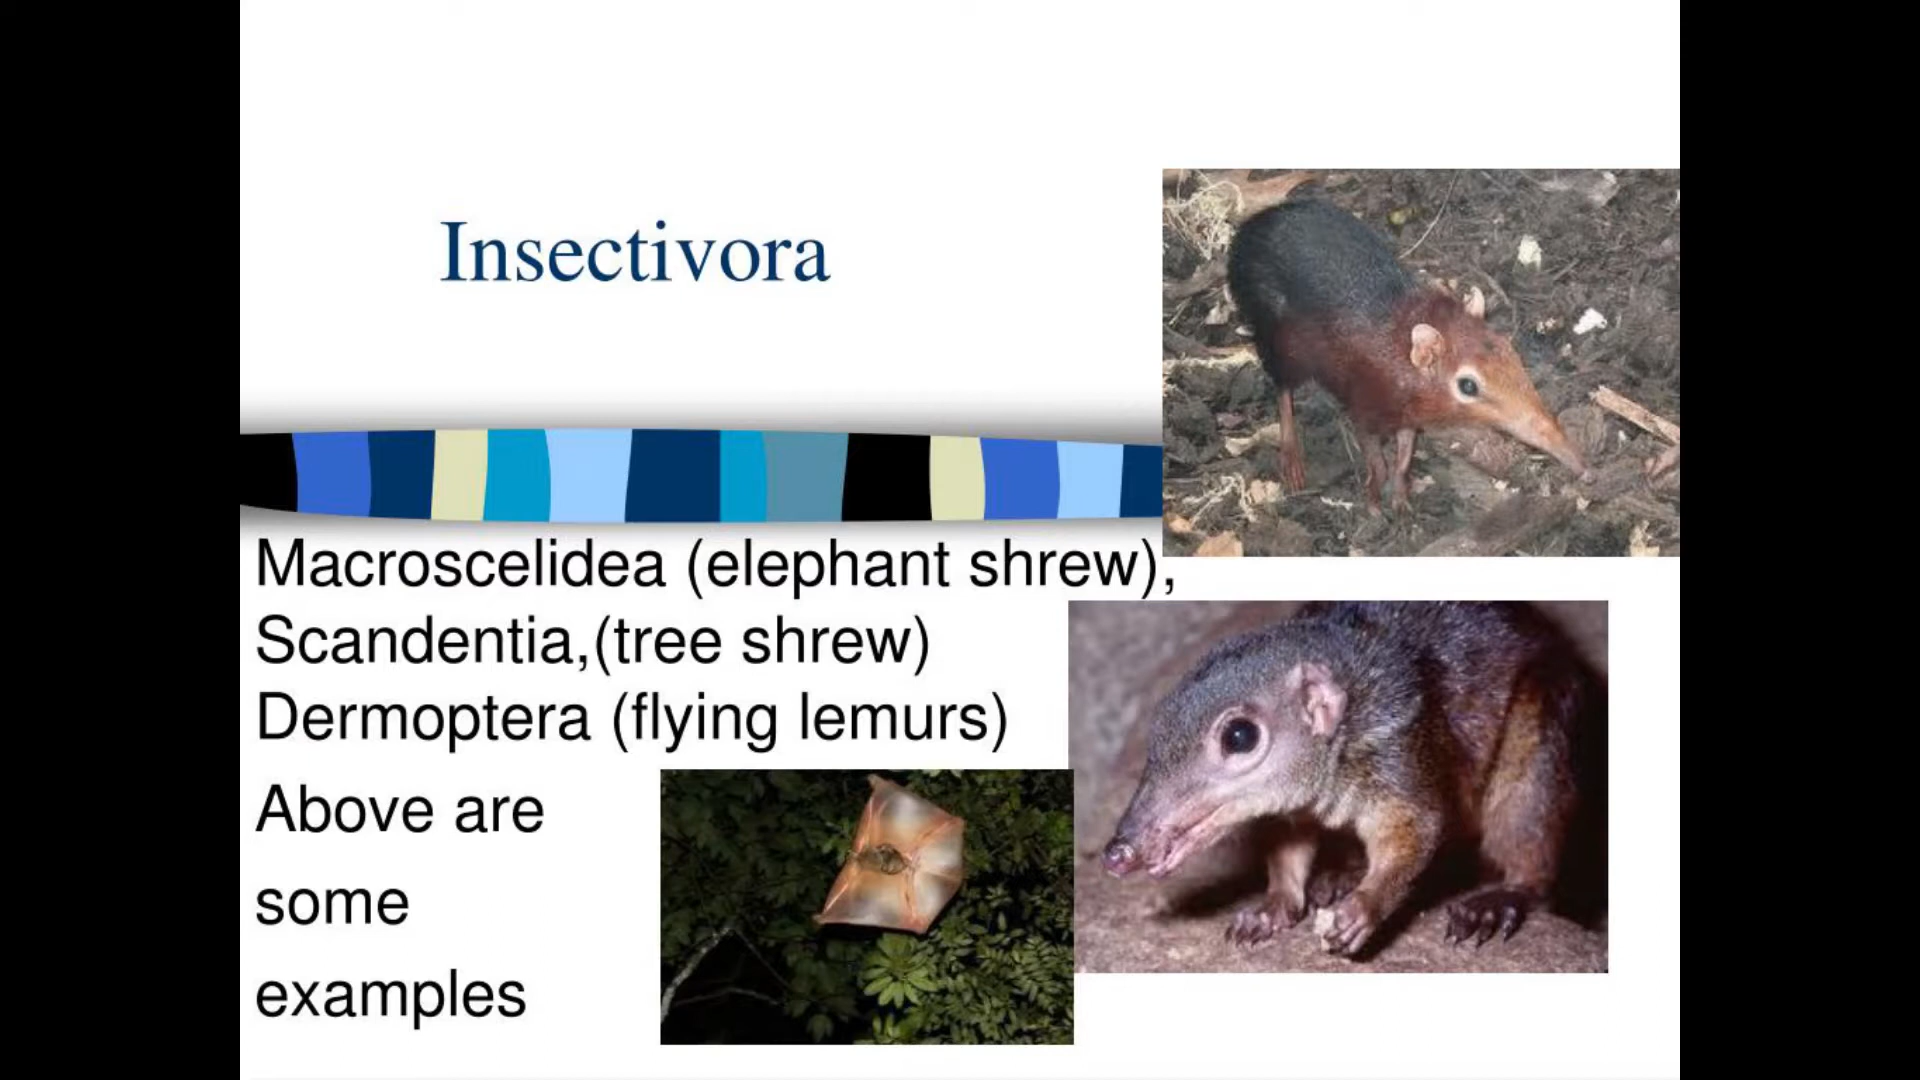 Insectivora
Macroscelidea (elephant shrew),
Scandentia,(tree shrew)
Dermoptera (flying lemurs)
Above are
some
examples